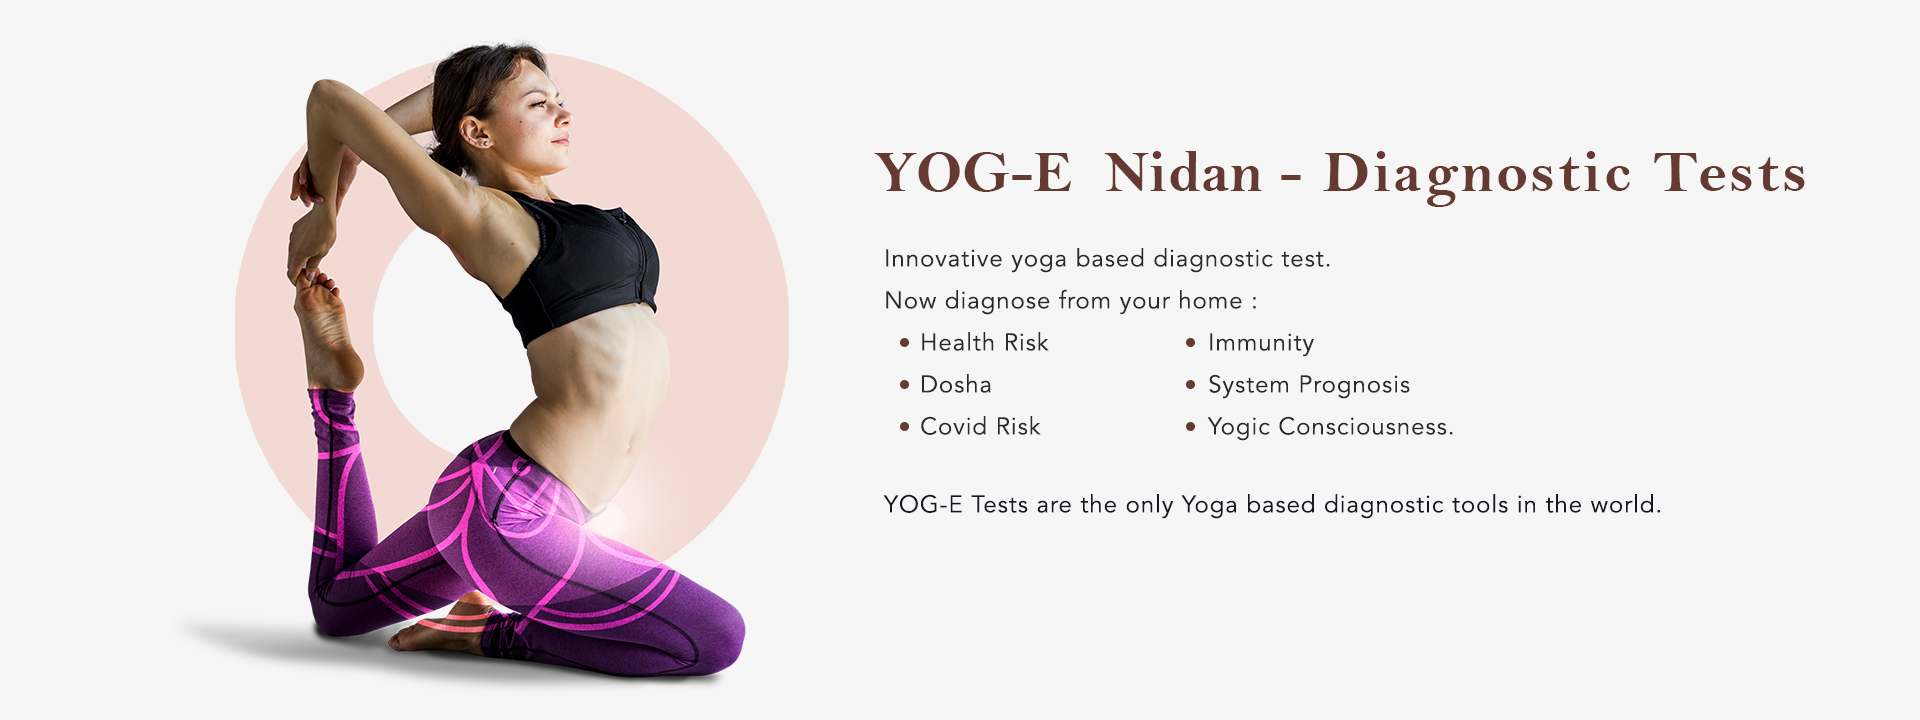 YOG-E Nidan - Diagnostic Tests
Innovative yoga based diagnostic test.
Now diagnose from your home :
• Health Risk
• Dosha
• Covid Risk
• Immunity
• System Prognosis
• Yogic Consciousness.
YOG-E Tests are the only Yoga based diagnostic tools in the world.